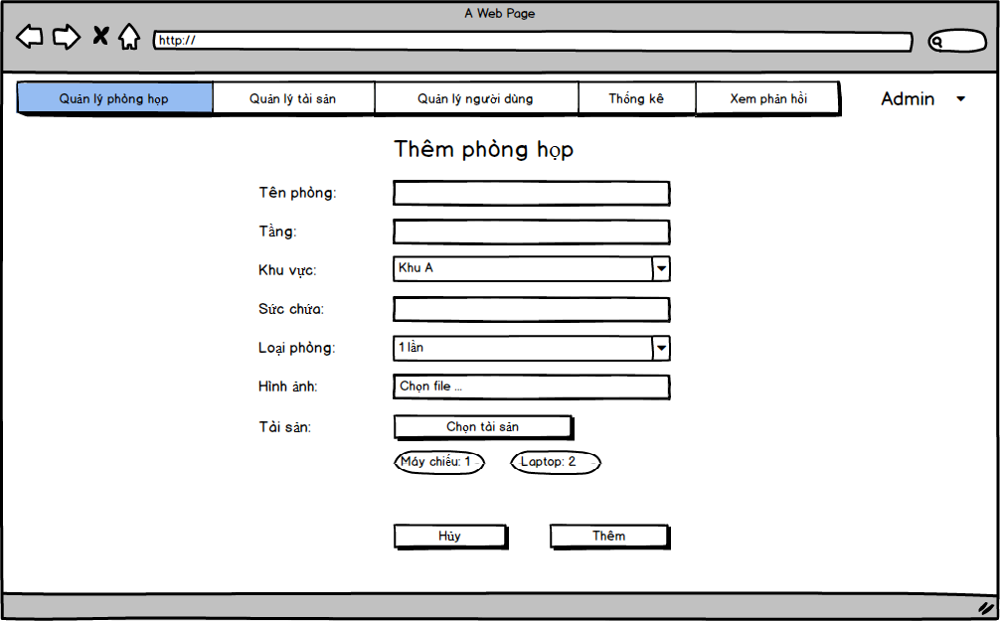 A Web Page
http://
Quản lý phòng họp Quản lý tài sản Quản lý người dùng Thống kê Xem phản hồi Admin
Thêm phòng họp
Tên phòng:
Tầng:
Khu vực: Khu A
Sức chứa:
Loại phòng: 1 lần
Hình ảnh: Chọn file ...
Tài sản: Chọn tài sản
Máy chiếu: 1 Laptop: 2
Hủy Thêm